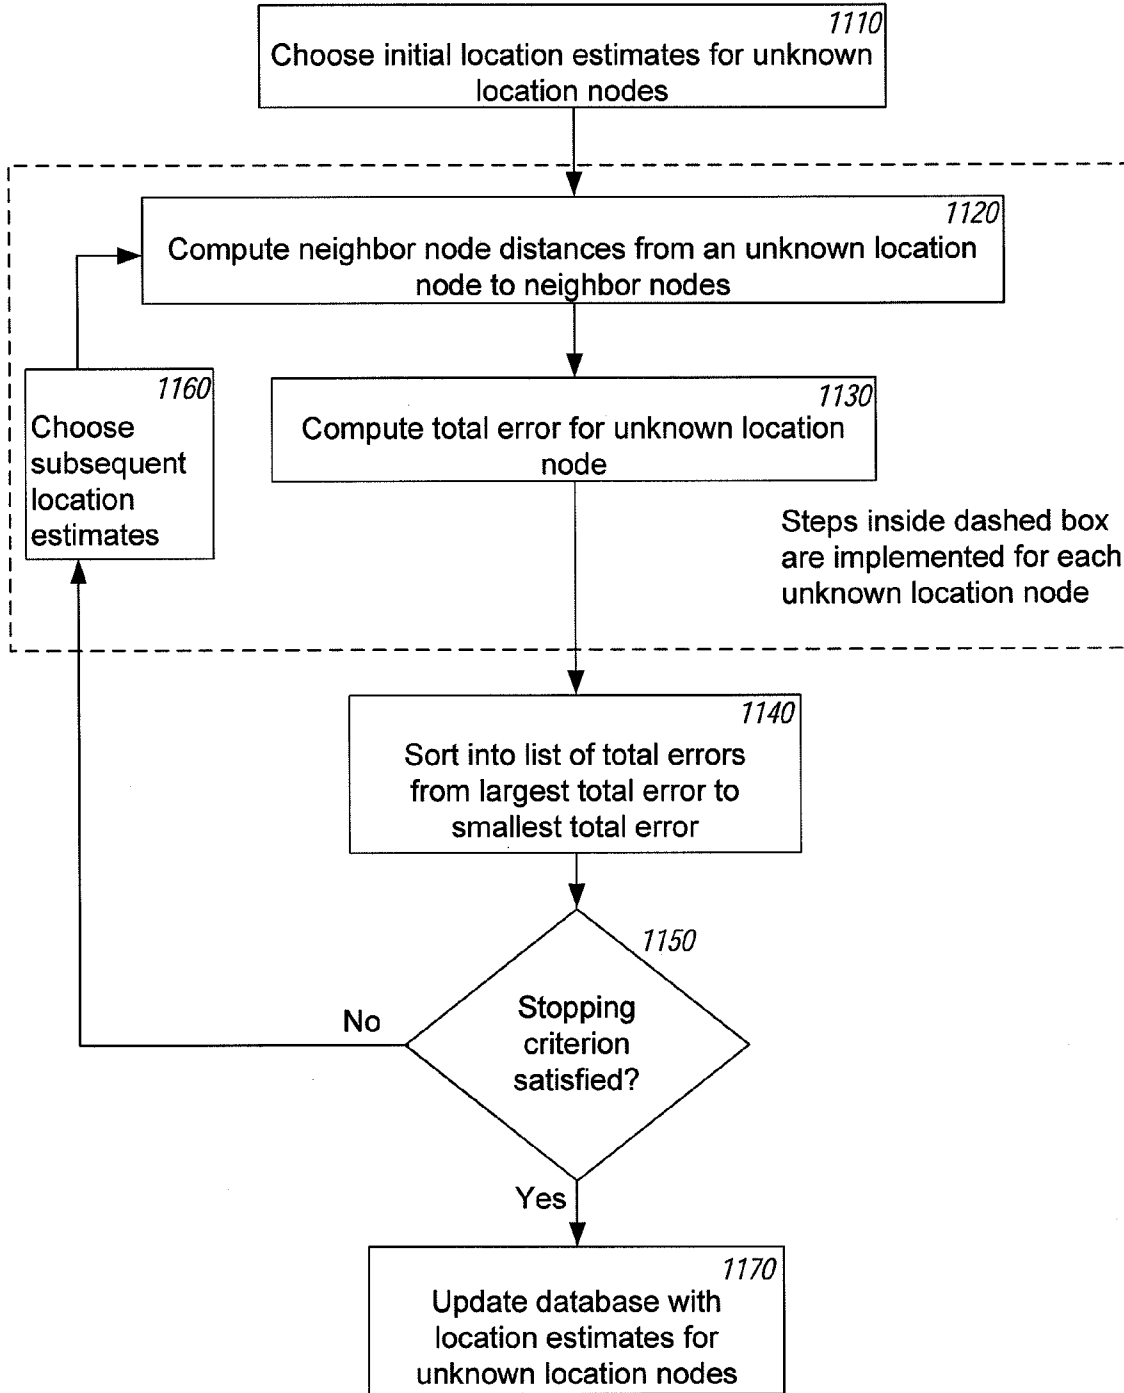 1110
Choose initial location estimates for unknown
location nodes
1120
Compute neighbor node distances from an unknown location
node to neighbor nodes
1160
Choose
subsequent
location
estimates
1130
Compute total error for unknown location
node
Steps inside dashed box
are implemented for each
unknown location node
1140
Sort into list of total errors
from largest total error to
smallest total error
1150
Stopping
criterion
satisfied?
No
Yes
1170
Update database with
location estimates for
unknown location nodes